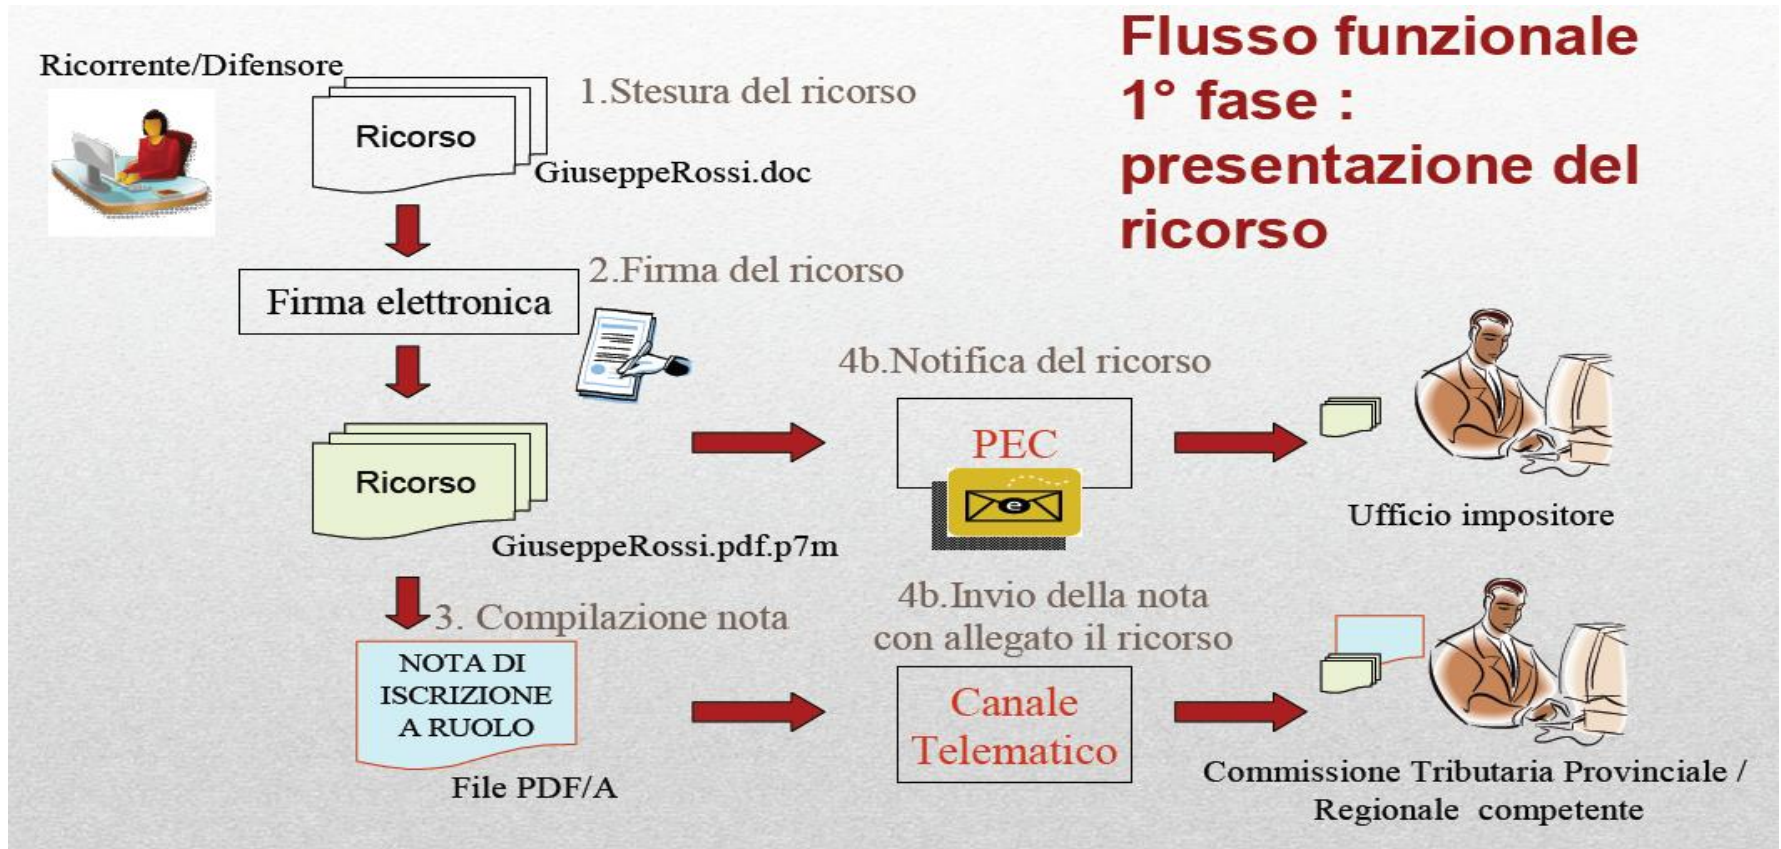 Flusso funzionale
1° fase :
presentazione del
ricorso
Ricorrente/Difensore
1.Stesura del ricorso
Ricorso
GiuseppeRossi.doc
2.Firma del ricorso
Firma elettronica
4b.Notifica del ricorso
PEC
e
Ricorso
GiuseppeRossi.pdf.p7m
Ufficio impositore
3. Compilazione nota
4b.Invio della nota
con allegato il ricorso
NOTA DI
ISCRIZIONE
A RUOLO
Canale
Telematico
File PDF/A
Commissione Tributaria Provinciale /
Regionale competente